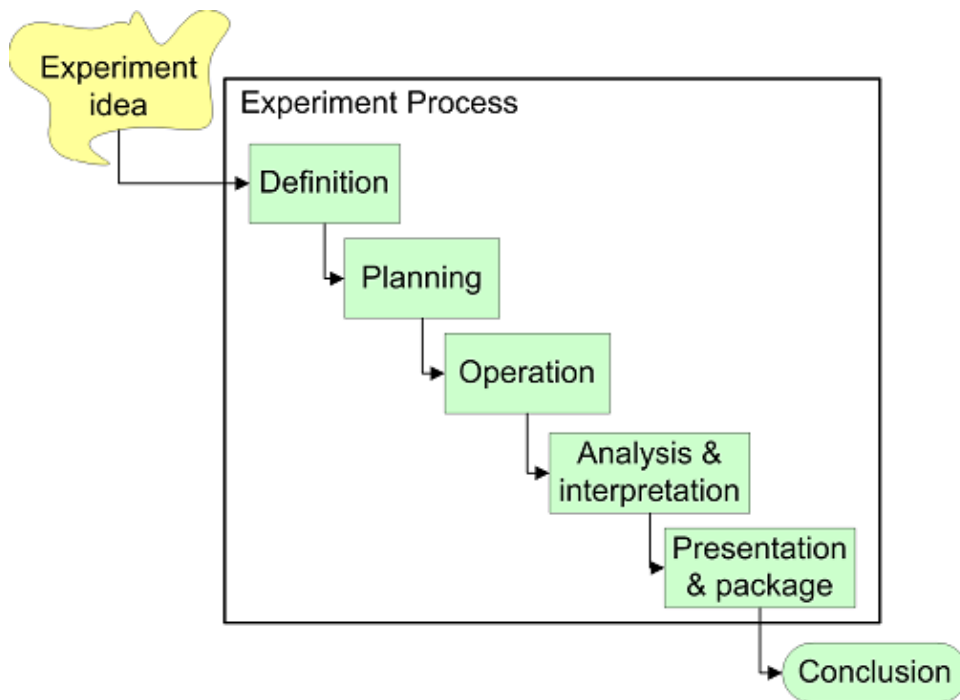 Experiment
idea
Experiment Process
Definition
Planning
Operation
Analysis &
interpretation
Presentation
& package
Conclusion